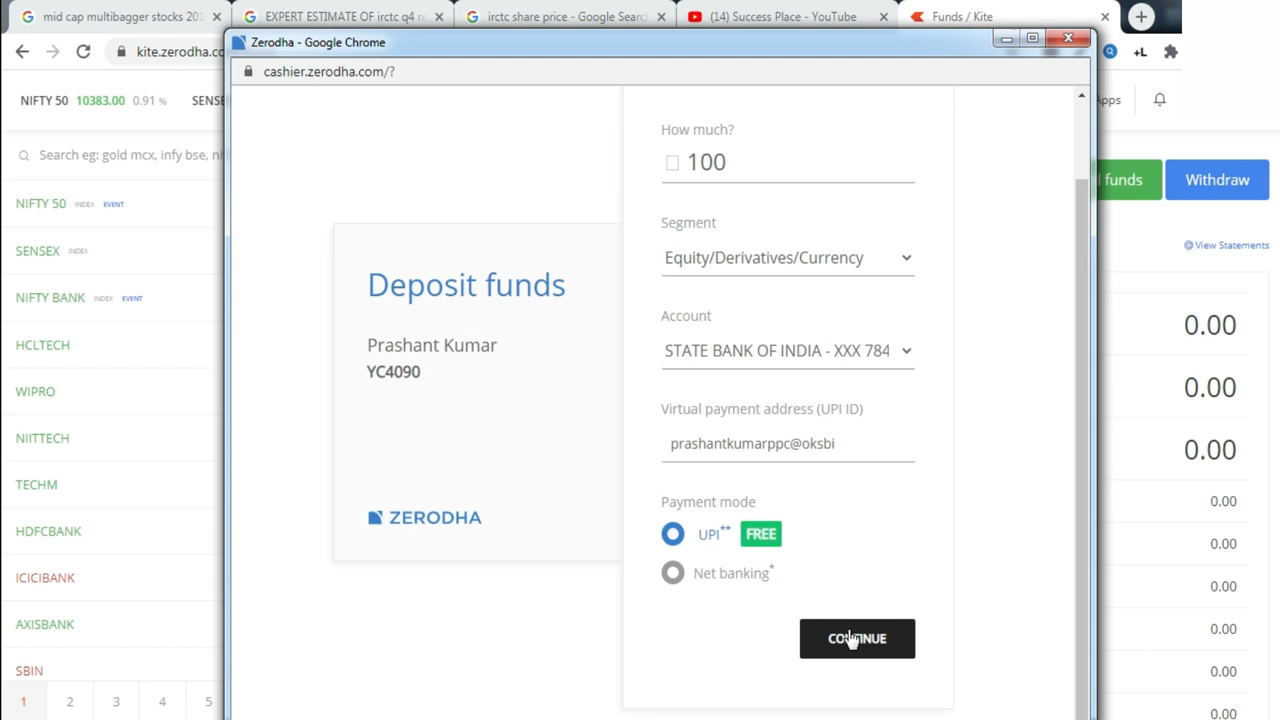 mid cap multibagger stocks 201
EXPERT ESTIMATE OF irctc q4 re
irctc share price - Google Searc
(14) Success Place - YouTube
Funds / Kite
Zerodha - Google Chrome
kite.zerodha.co
cashier.zerodha.com/?
+L
NIFTY 50 10383.00 0.91 %
SENSE
Apps
Search eg: gold mcx, infy bse, ni
NIFTY 50 INDEX EVENT
SENSEX INDEX
NIFTY BANK INDEX EVENT
HCLTECH
WIPRO
NIITTECH
TECHM
HDFCBANK
ICICIBANK
AXISBANK
SBIN
1 2 3 4 5
Deposit funds
Prashant Kumar
YC4090
ZERODHA
How much?
100
Segment
Equity/Derivatives/Currency
Account
STATE BANK OF INDIA - XXX 784
Virtual payment address (UPI ID)
prashantkumarppc@oksbi
Payment mode
UPI** FREE
Net banking*
CONTINUE
funds
Withdraw
View Statements
0.00
0.00
0.00
0.00
0.00
0.00
0.00
0.00
0.00